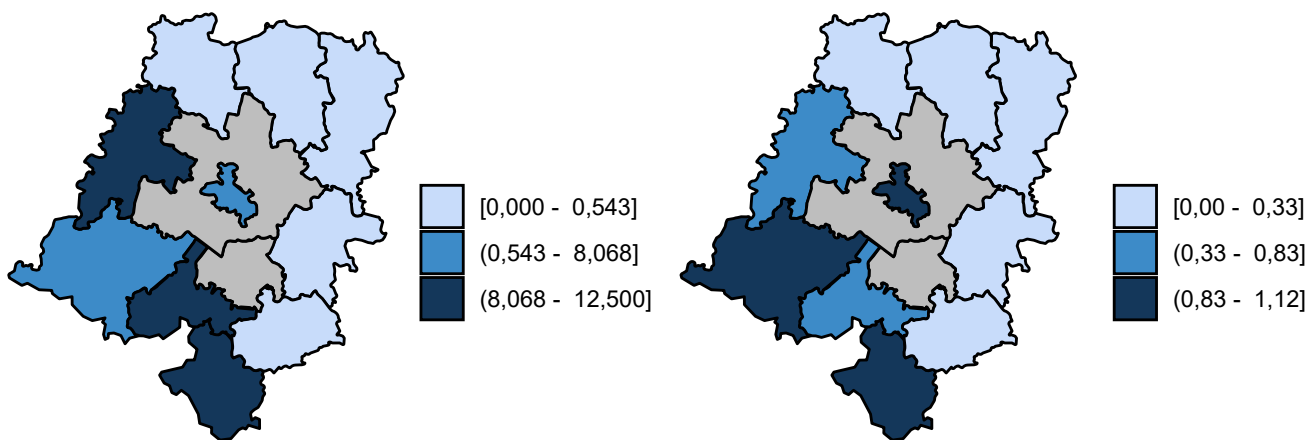 [0,000 - 0,543]
(0,543 - 8,068]
(8,068 - 12,500]
[0,00 - 0,33]
(0,33 - 0,83]
(0,83 - 1,12]